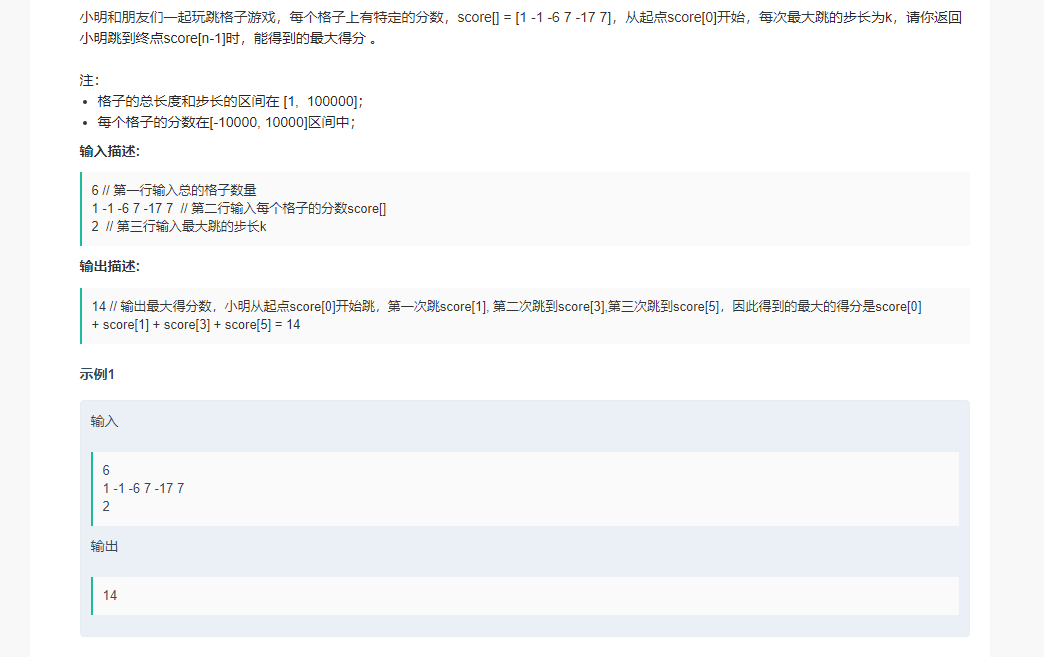 小明和朋友们一起玩跳格子游戏，每个格子上有特定的分数，score[] = [1 -1 -6 7 -17 7]，从起点score[0]开始，每次最大跳的步长为k，请你返回
小明跳到终点score[n-1]时，能得到的最大得分 。
注：
• 格子的总长度和步长的区间在 [1, 100000]；
• 每个格子的分数在[-10000, 10000]区间中；
输入描述:
6 // 第一行输入总的格子数量
1 -1 -6 7 -17 7 // 第二行输入每个格子的分数score[]
2 // 第三行输入最大跳的步长k
输出描述:
14 // 输出最大得分数，小明从起点score[0]开始跳，第一次跳score[1], 第二次跳到score[3],第三次跳到score[5]，因此得到的最大的得分是score[0]
+ score[1] + score[3] + score[5] = 14
示例1
输入
6
1 -1 -6 7 -17 7
2
输出
14